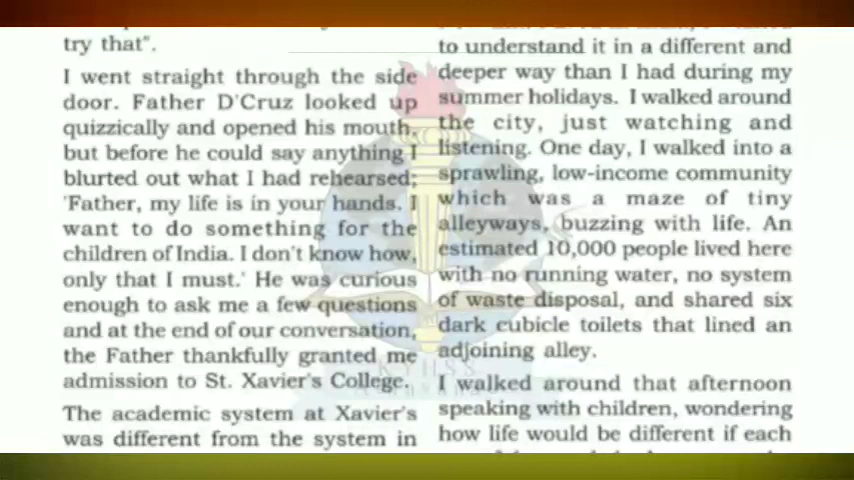 try that".
I went straight through the side
door. Father D'Cruz looked up
quizzically and opened his mouth,
but before he could say anything I
blurted out what I had rehearsed;
'Father, my life is in your hands. I
want to do something for the
children of India. I don't know how,
only that I must.' He was curious
enough to ask me a few questions
and at the end of our conversation,
the Father thankfully granted me
admission to St. Xavier's College.
The academic system at Xavier's
was different from the system in
to understand it in a different and
deeper way than I had during my
summer holidays. I walked around
the city, just watching and
listening. One day, I walked into a
sprawling, low-income community
which was a maze of tiny
alleyways, buzzing with life. An
estimated 10,000 people lived here
with no running water, no system
of waste disposal, and shared six
dark cubicle toilets that lined an
adjoining alley.
I walked around that afternoon
speaking with children, wondering
how life would be different if each
KYHSS